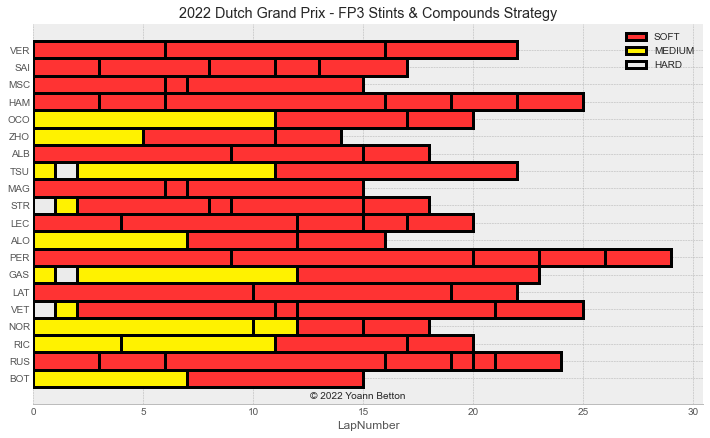 2022 Dutch Grand Prix - FP3 Stints & Compounds Strategy
SOFT
MEDIUM
HARD
VER
SAI
MSC
HAM
OCO
ZHO
ALB
TSU
MAG
STR
LEC
ALO
PER
GAS
LAT
VET
NOR
RIC
RUS
BOT
© 2022 Yoann Betton
0 5 10 15 20 25 30
LapNumber